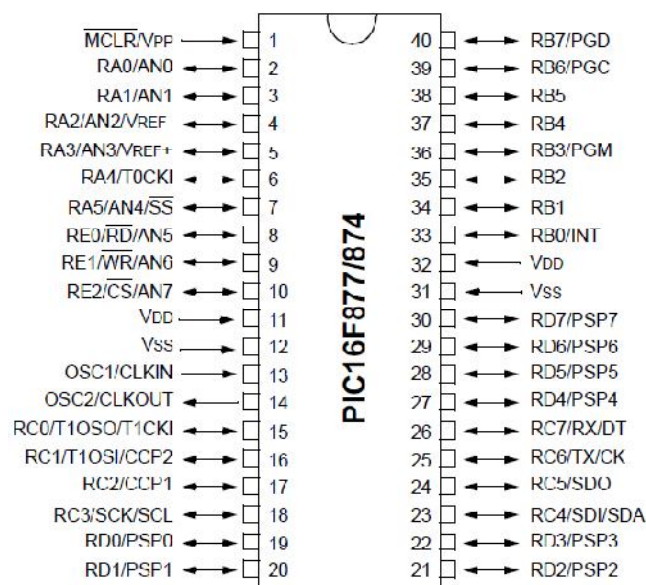 M̅C̅L̅R̅/VPP 1 40 RB7/PGD
RA0/AN0 2 39 RB6/PGC
RA1/AN1 3 38 RB5
RA2/AN2/VREF 4 37 RB4
RA3/AN3/VREF+ 5 36 RB3/PGM
RA4/T0CKI 6 35 RB2
RA5/AN4/S̅S̅ 7 34 RB1
RE0/R̅D̅/AN5 8 33 RB0/INT
RE1/W̅R̅/AN6 9 32 VDD
RE2/C̅S̅/AN7 10 31 VSS
VDD 11 30 RD7/PSP7
VSS 12 29 RD6/PSP6
OSC1/CLKIN 13 28 RD5/PSP5
OSC2/CLKOUT 14 27 RD4/PSP4
RC0/T1OSO/T1CKI 15 26 RC7/RX/DT
RC1/T1OSI/CCP2 16 25 RC6/TX/CK
RC2/CCP1 17 24 RC5/SDO
RC3/SCK/SCL 18 23 RC4/SDI/SDA
RD0/PSP0 19 22 RD3/PSP3
RD1/PSP1 20 21 RD2/PSP2
PIC16F877/874